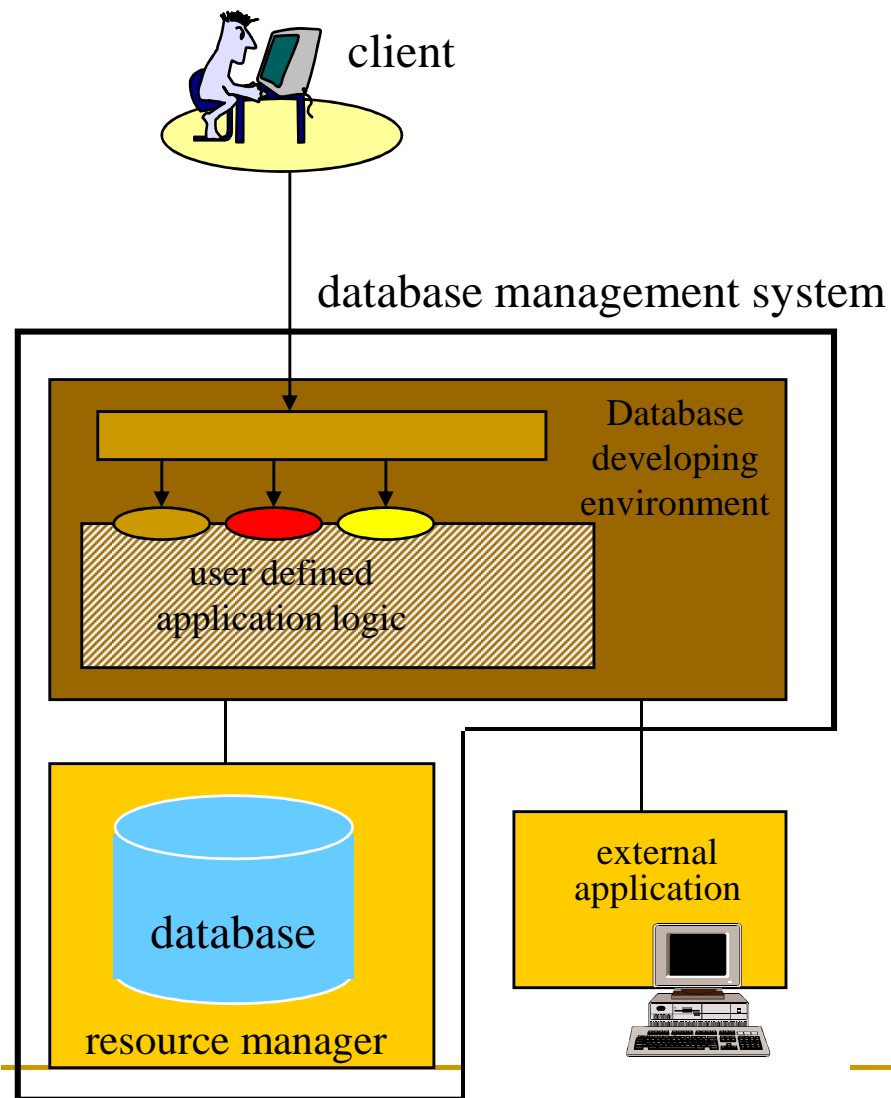 client
database management system
Database
developing
environment
user defined
application logic
external
application
database
resource manager